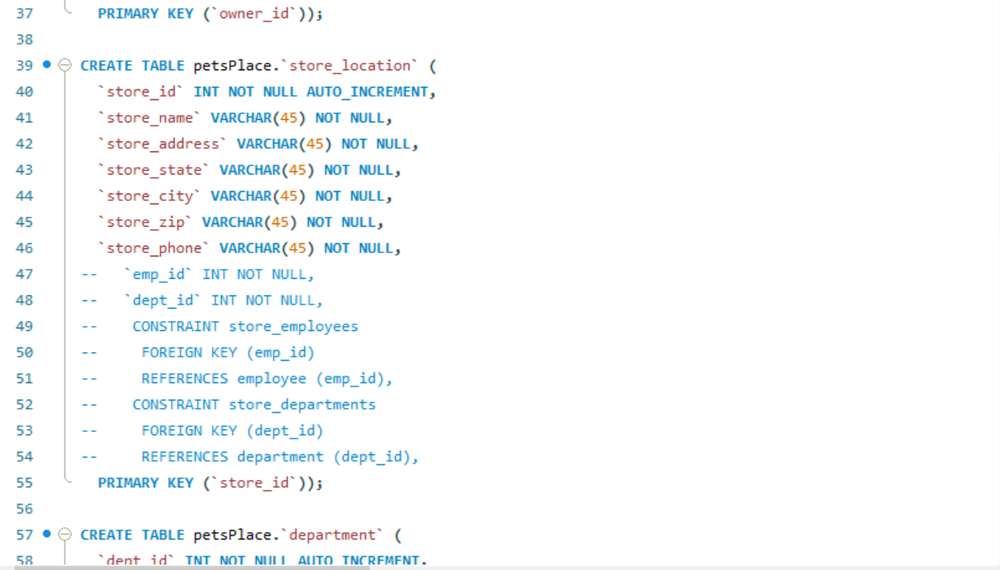 37 PRIMARY KEY (`owner_id`));
38
39 CREATE TABLE petsPlace.`store_location` (
40 `store_id` INT NOT NULL AUTO_INCREMENT,
41 `store_name` VARCHAR(45) NOT NULL,
42 `store_address` VARCHAR(45) NOT NULL,
43 `store_state` VARCHAR(45) NOT NULL,
44 `store_city` VARCHAR(45) NOT NULL,
45 `store_zip` VARCHAR(45) NOT NULL,
46 `store_phone` VARCHAR(45) NOT NULL,
47 -- `emp_id` INT NOT NULL,
48 -- `dept_id` INT NOT NULL,
49 -- CONSTRAINT store_employees
50 -- FOREIGN KEY (emp_id)
51 -- REFERENCES employee (emp_id),
52 -- CONSTRAINT store_departments
53 -- FOREIGN KEY (dept_id)
54 -- REFERENCES department (dept_id),
55 PRIMARY KEY (`store_id`));
56
57 CREATE TABLE petsPlace.`department` (
58 `dept_id` INT NOT NULL AUTO_INCREMENT,